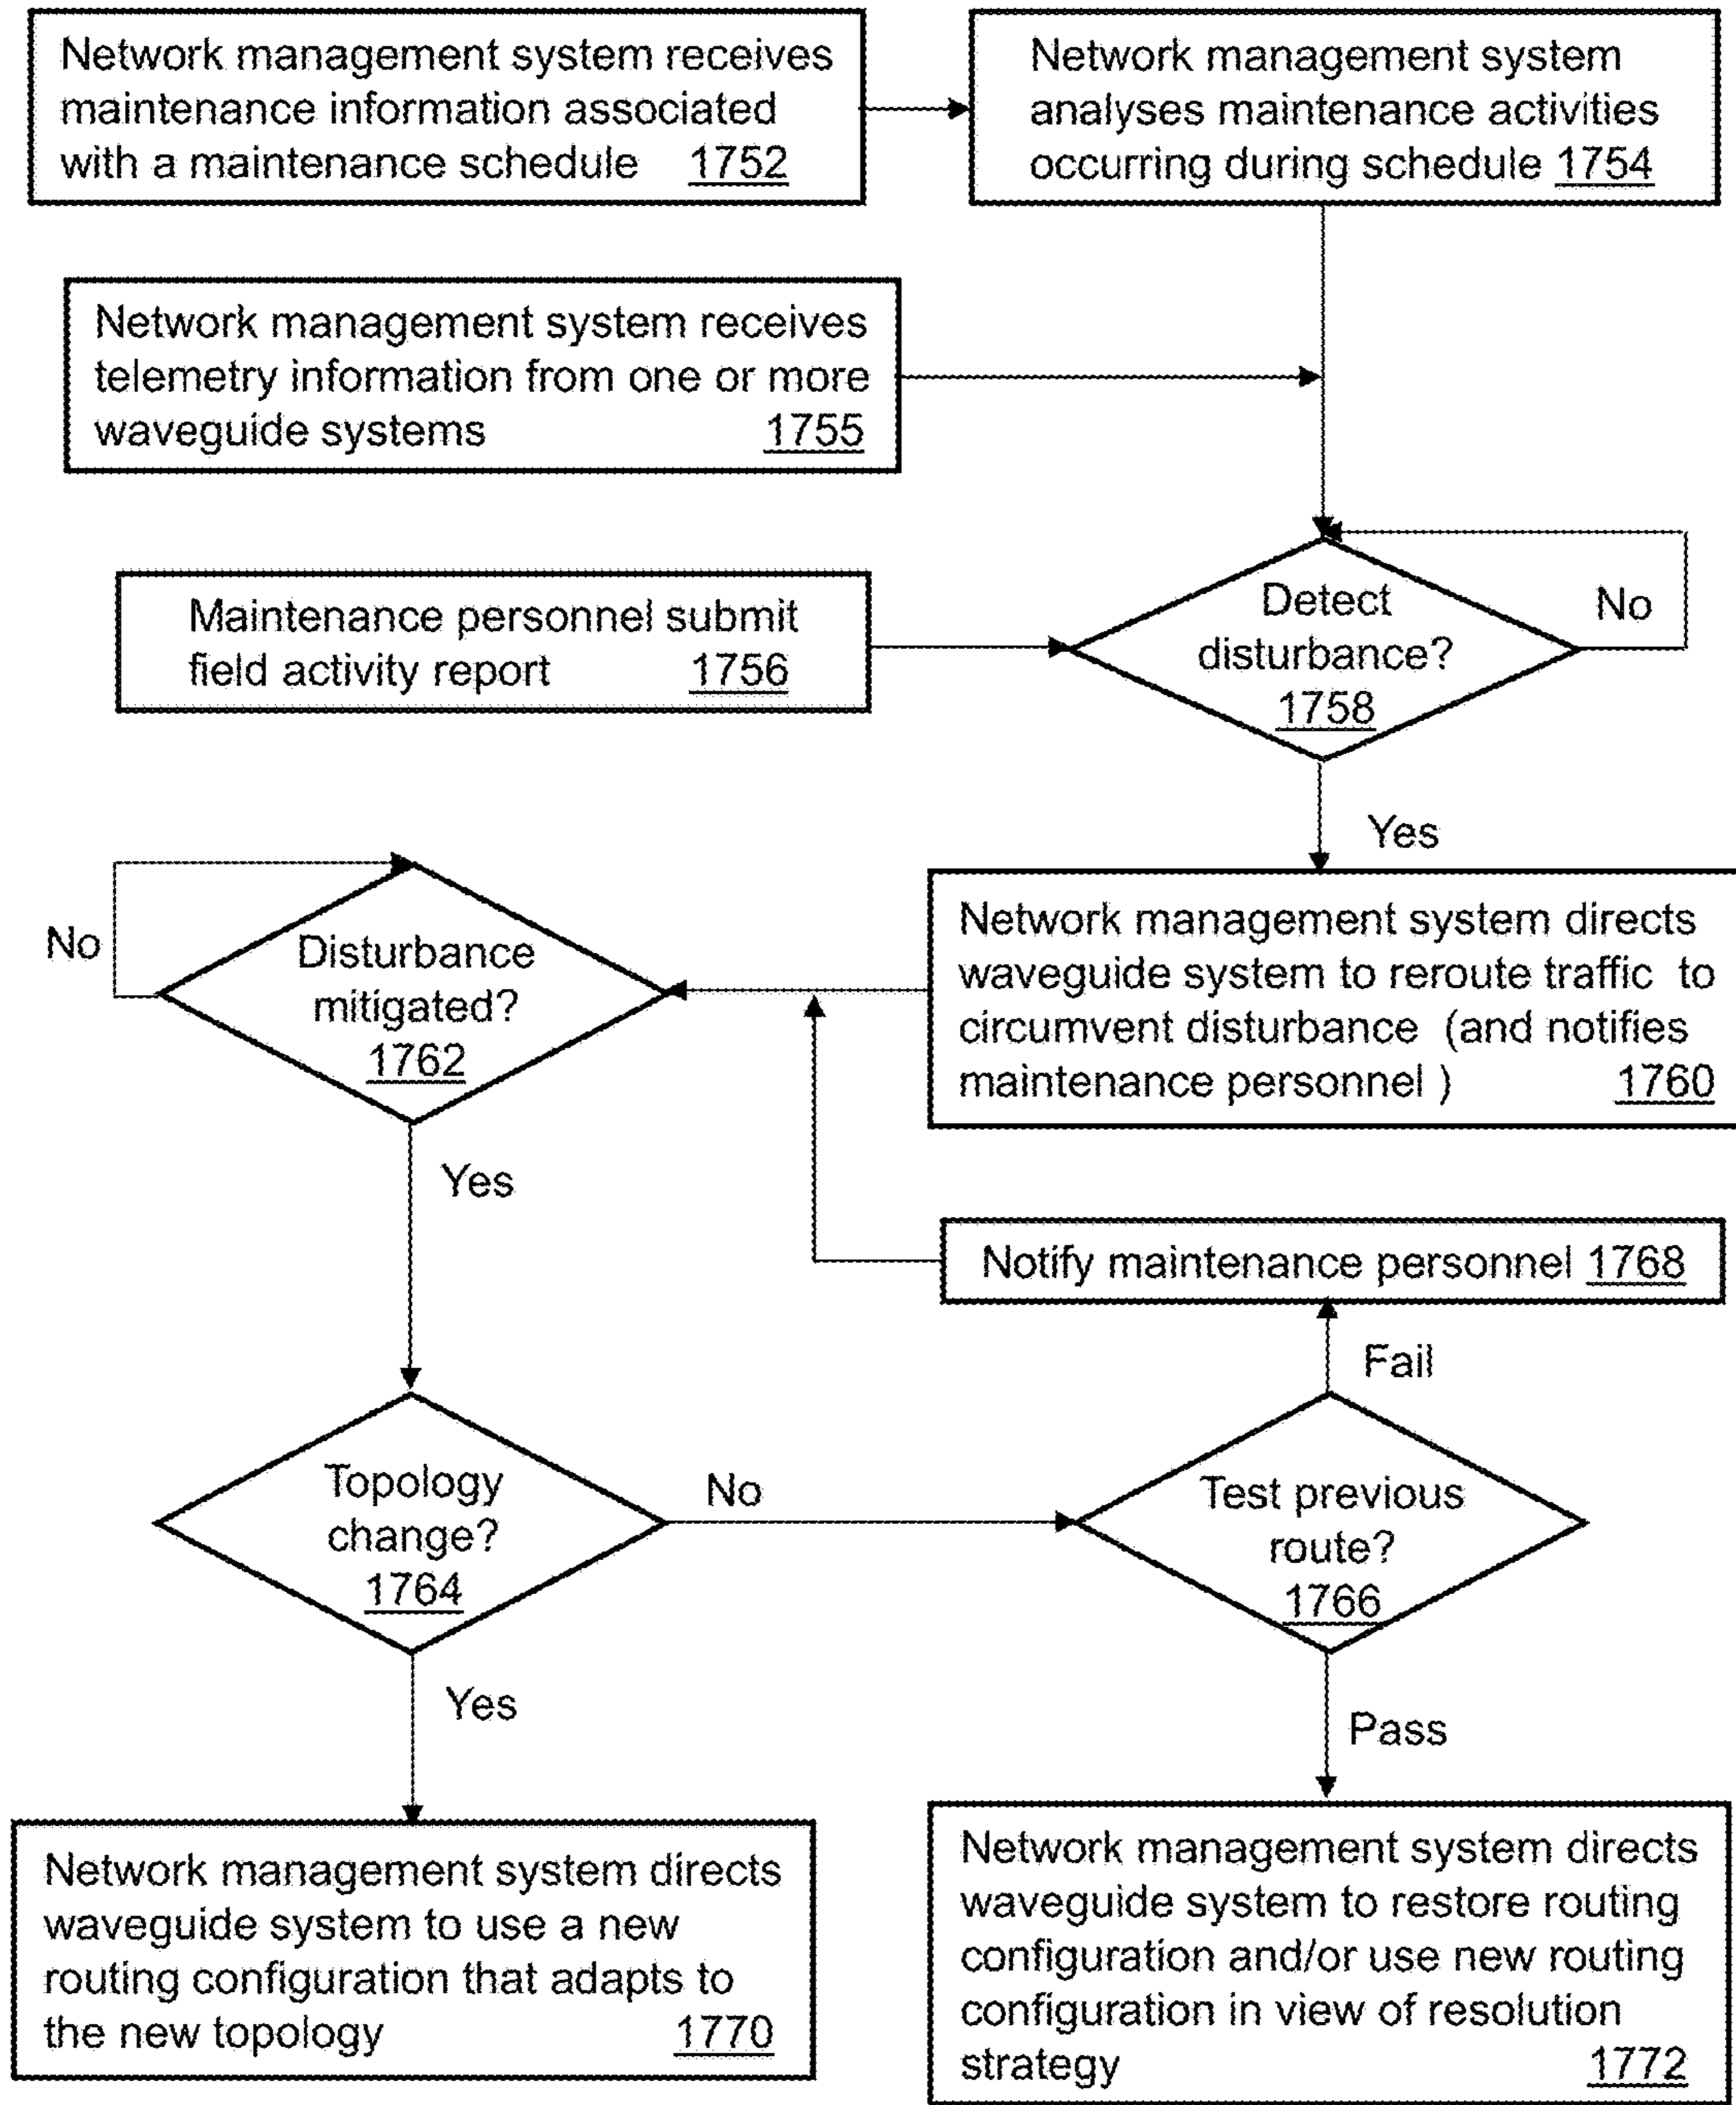 Network management system receives
maintenance information associated
with a maintenance schedule 1752
Network management system
analyses maintenance activities
occurring during schedule 1754
Network management system receives
telemetry information from one or more
waveguide systems 1755
Maintenance personnel submit
field activity report 1756
Detect
disturbance?
1758
No
Yes
Network management system directs
waveguide system to reroute traffic to
circumvent disturbance (and notifies
maintenance personnel ) 1760
No
Disturbance
mitigated?
1762
Yes
Notify maintenance personnel 1768
Fail
Topology
change?
1764
No
Test previous
route?
1766
Yes
Pass
Network management system directs
waveguide system to use a new
routing configuration that adapts to
the new topology 1770
Network management system directs
waveguide system to restore routing
configuration and/or use new routing
configuration in view of resolution
strategy 1772